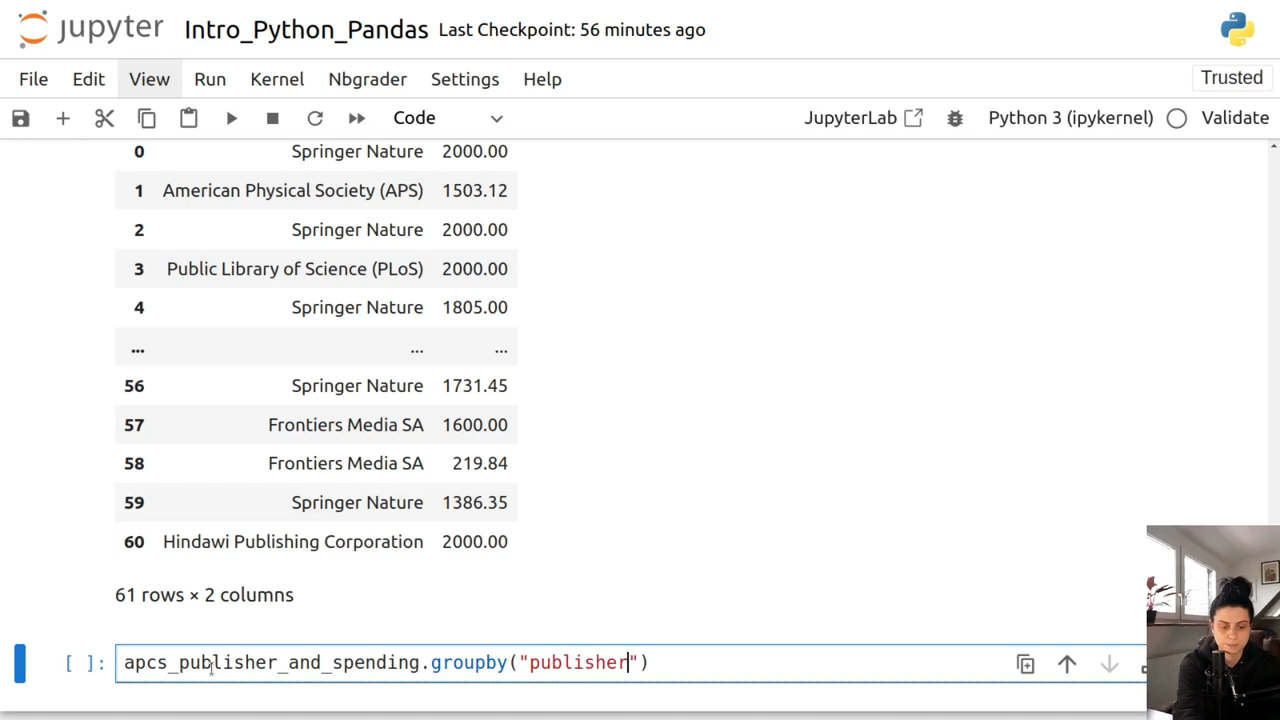 jupyter Intro_Python_Pandas Last Checkpoint: 56 minutes ago
File Edit View Run Kernel Nbgrader Settings Help Trusted
Code JupyterLab Python 3 (ipykernel) Validate
0 Springer Nature 2000.00
1 American Physical Society (APS) 1503.12
2 Springer Nature 2000.00
3 Public Library of Science (PLoS) 2000.00
4 Springer Nature 1805.00
... ... ...
56 Springer Nature 1731.45
57 Frontiers Media SA 1600.00
58 Frontiers Media SA 219.84
59 Springer Nature 1386.35
60 Hindawi Publishing Corporation 2000.00
61 rows × 2 columns
[ ]: apcs_publisher_and_spending.groupby("publisher")